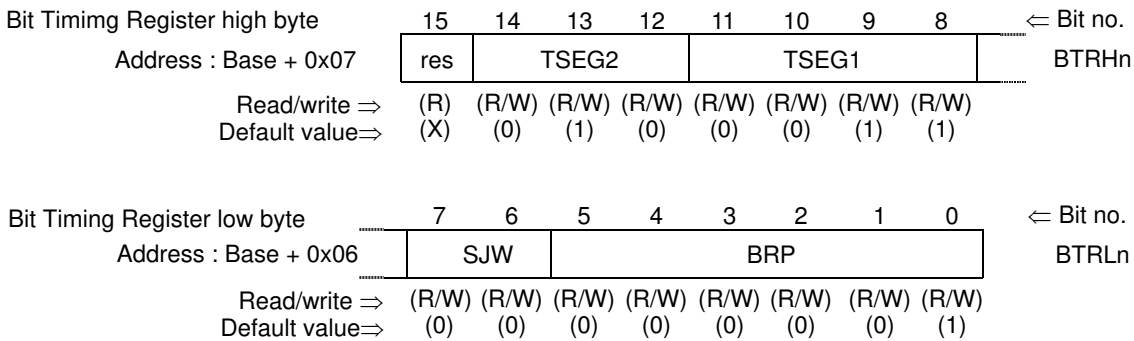 Bit Timimg Register high byte 15 14 13 12 11 10 9 8 ⇐ Bit no.
Address : Base + 0x07 res TSEG2 TSEG1 BTRHn
Read/write ⇒ (R) (R/W) (R/W) (R/W) (R/W) (R/W) (R/W) (R/W)
Default value⇒ (X) (0) (1) (0) (0) (0) (1) (1)
Bit Timing Register low byte 7 6 5 4 3 2 1 0 ⇐ Bit no.
Address : Base + 0x06 SJW BRP BTRLn
Read/write ⇒ (R/W) (R/W) (R/W) (R/W) (R/W) (R/W) (R/W) (R/W)
Default value⇒ (0) (0) (0) (0) (0) (0) (0) (1)